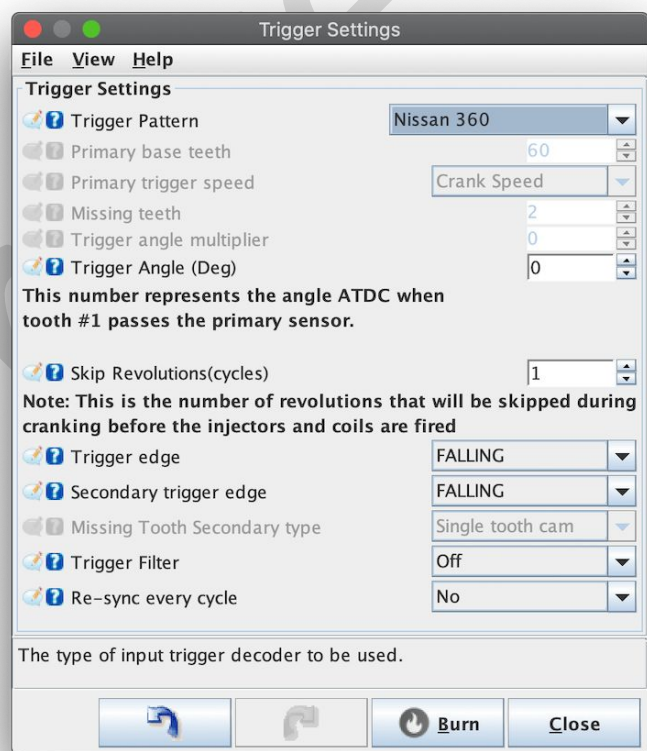 Trigger Settings
File View Help
Trigger Settings
Trigger Pattern Nissan 360
Primary base teeth 60
Primary trigger speed Crank Speed
Missing teeth 2
Trigger angle multiplier 0
Trigger Angle (Deg) 0
This number represents the angle ATDC when
tooth #1 passes the primary sensor.
Skip Revolutions(cycles) 1
Note: This is the number of revolutions that will be skipped during
cranking before the injectors and coils are fired
Trigger edge FALLING
Secondary trigger edge FALLING
Missing Tooth Secondary type Single tooth cam
Trigger Filter Off
Re-sync every cycle No
The type of input trigger decoder to be used.
Burn Close